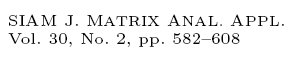 SIAM J. MATRIX ANAL. APPL.
Vol. 30, No. 2, pp. 582–608